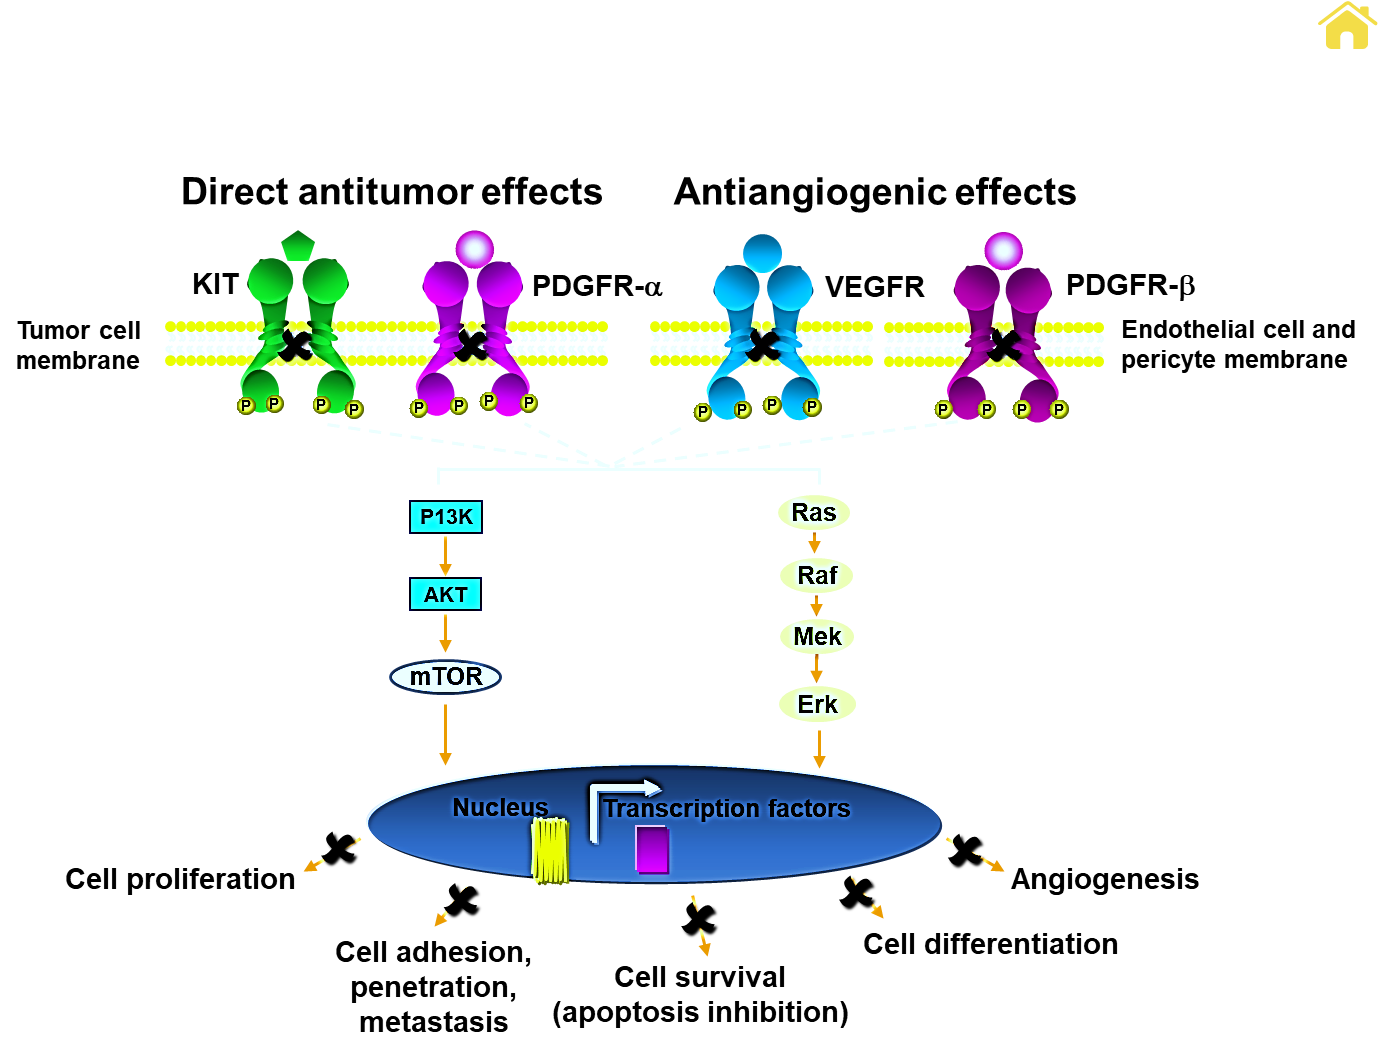 Direct antitumor effects
Antiangiogenic effects
KIT
PDGFR-α
VEGFR
PDGFR-β
Tumor cell
membrane
Endothelial cell and
pericyte membrane
P P P P P P P P P P P P P P P P
P13K
Ras
AKT
Raf
mTOR
Mek
Erk
Nucleus
Transcription factors
Cell proliferation
Angiogenesis
Cell adhesion,
penetration,
metastasis
Cell survival
(apoptosis inhibition)
Cell differentiation